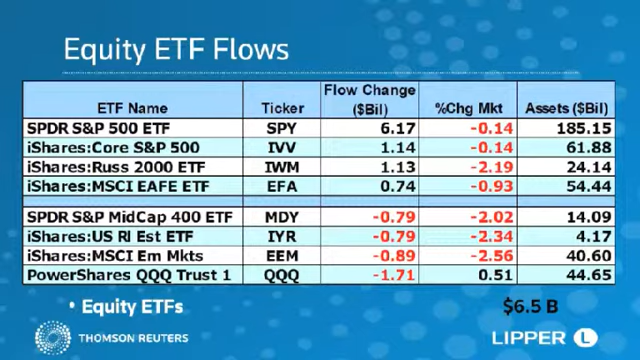 Equity ETF Flows
Flow Change
ETF Name Ticker ($Bil) %Chg Mkt Assets ($Bil)
SPDR S&P 500 ETF SPY 6.17 -0.14 185.15
iShares:Core S&P 500 IVV 1.14 -0.14 61.88
iShares:Russ 2000 ETF IWM 1.13 -2.19 24.14
iShares:MSCI EAFE ETF EFA 0.74 -0.93 54.44
SPDR S&P MidCap 400 ETF MDY -0.79 -2.02 14.09
iShares:US Rl Est ETF IYR -0.79 -2.34 4.17
iShares:MSCI Em Mkts EEM -0.89 -2.56 40.60
PowerShares QQQ Trust 1 QQQ -1.71 0.51 44.65
• Equity ETFs $6.5 B
THOMSON REUTERS LIPPER L